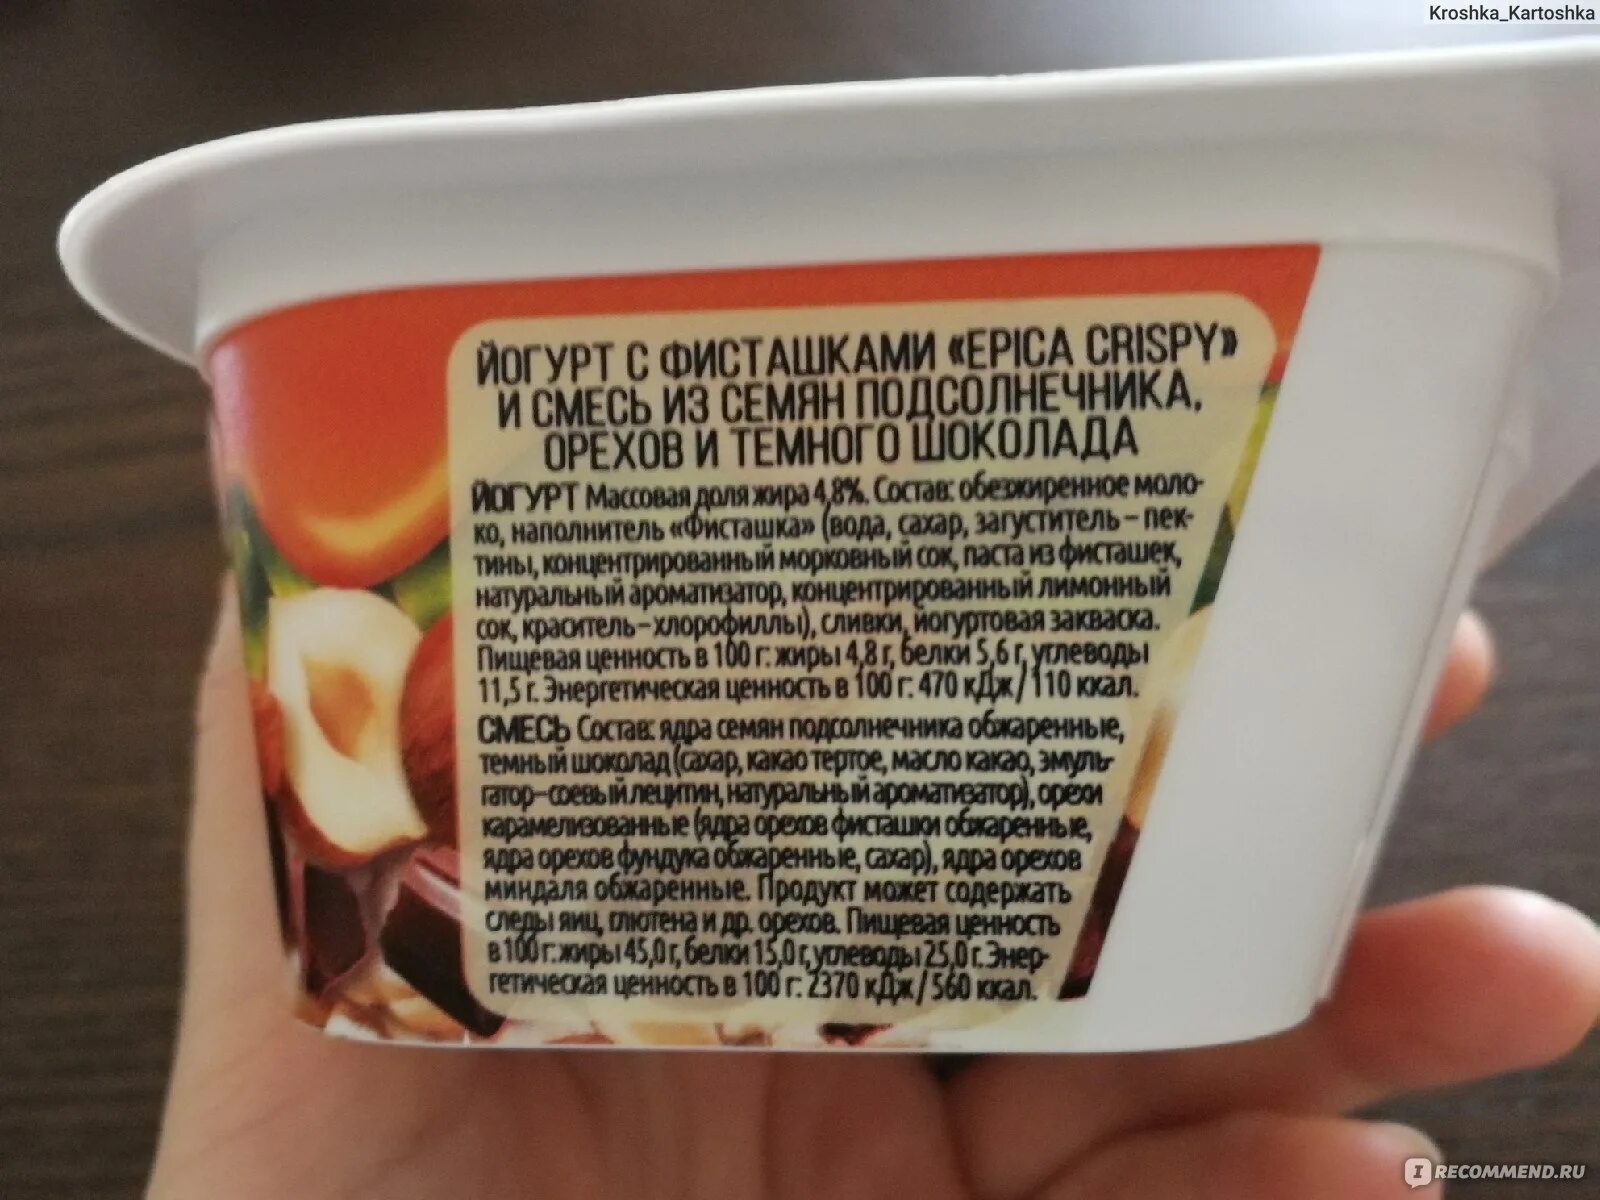 Kroshka_Kartoshka
ЙОГУРТ С ФИСТАШКАМИ «EPICA CRISPY»
И СМЕСЬ ИЗ СЕМЯН ПОДСОЛНЕЧНИКА,
ОРЕХОВ И ТЕМНОГО ШОКОЛАДА
ЙОГУРТ Массовая доля жира 4,8%. Состав: обезжиренное моло-
ко, наполнитель «Фисташка» (вода, сахар, загуститель – пек-
тины, концентрированный морковный сок, паста из фисташек,
натуральный ароматизатор, концентрированный лимонный
сок, краситель – хлорофиллы), сливки, йогуртовая закваска.
Пищевая ценность в 100 г: жиры 4,8 г, белки 5,6 г, углеводы
11,5 г. Энергетическая ценность в 100 г: 470 кДж / 110 ккал.
СМЕСЬ Состав: ядра семян подсолнечника обжаренные,
темный шоколад (сахар, какао тертое, масло какао, эмуль-
гатор–соевый лецитин, натуральный ароматизатор), орехи
карамелизованные (ядра орехов фисташки обжаренные,
ядра орехов фундука обжаренные, сахар), ядра орехов
миндаля обжаренные. Продукт может содержать
следы яиц, глютена и др. орехов. Пищевая ценность
в 100 г: жиры 45,0 г, белки 15,0 г, углеводы 25,0 г. Энер-
гетическая ценность в 100 г: 2370 кДж / 560 ккал.
IRECOMMEND.RU